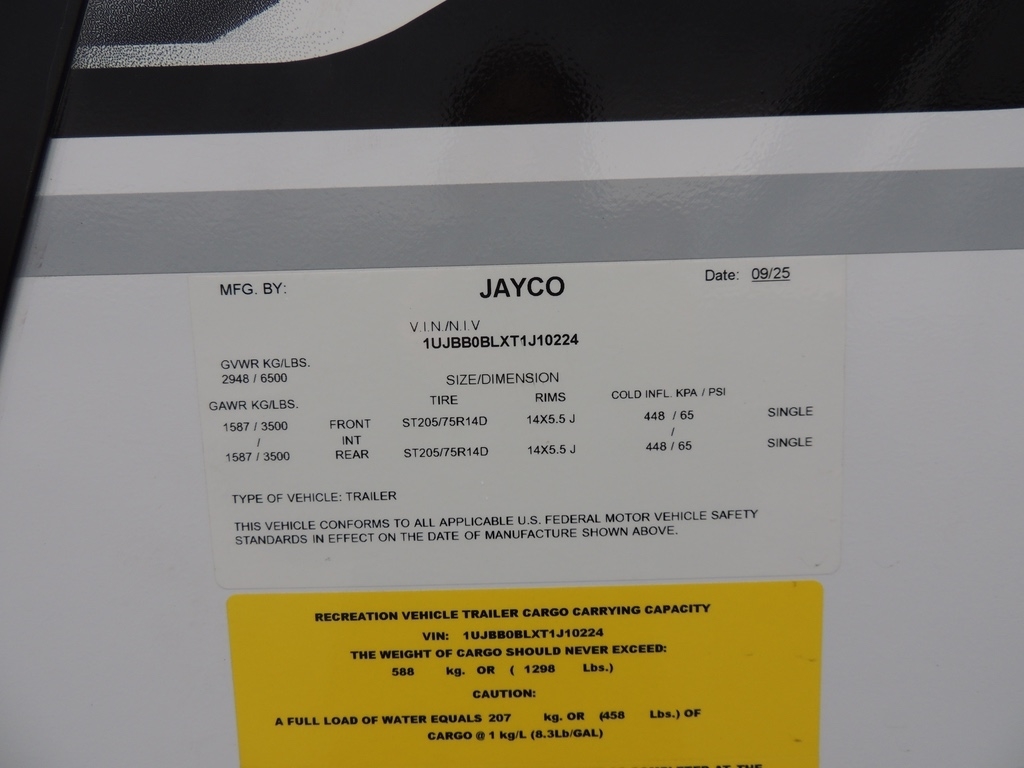 MFG. BY: JAYCO Date: 09/25
V.I.N./N.I.V
1UJBB0BLXT1J10224
GVWR KG/LBS.
2948 / 6500
SIZE/DIMENSION
GAWR KG/LBS. TIRE RIMS COLD INFL. KPA / PSI
1587 / 3500 FRONT ST205/75R14D 14X5.5 J 448 / 65 SINGLE
/ INT /
1587 / 3500 REAR ST205/75R14D 14X5.5 J 448 / 65 SINGLE
TYPE OF VEHICLE: TRAILER
THIS VEHICLE CONFORMS TO ALL APPLICABLE U.S. FEDERAL MOTOR VEHICLE SAFETY
STANDARDS IN EFFECT ON THE DATE OF MANUFACTURE SHOWN ABOVE.
RECREATION VEHICLE TRAILER CARGO CARRYING CAPACITY
VIN: 1UJBB0BLXT1J10224
THE WEIGHT OF CARGO SHOULD NEVER EXCEED:
588 kg. OR ( 1298 Lbs.)
CAUTION:
A FULL LOAD OF WATER EQUALS 207 kg. OR (458 Lbs.) OF
CARGO @ 1 kg/L (8.3Lb/GAL)